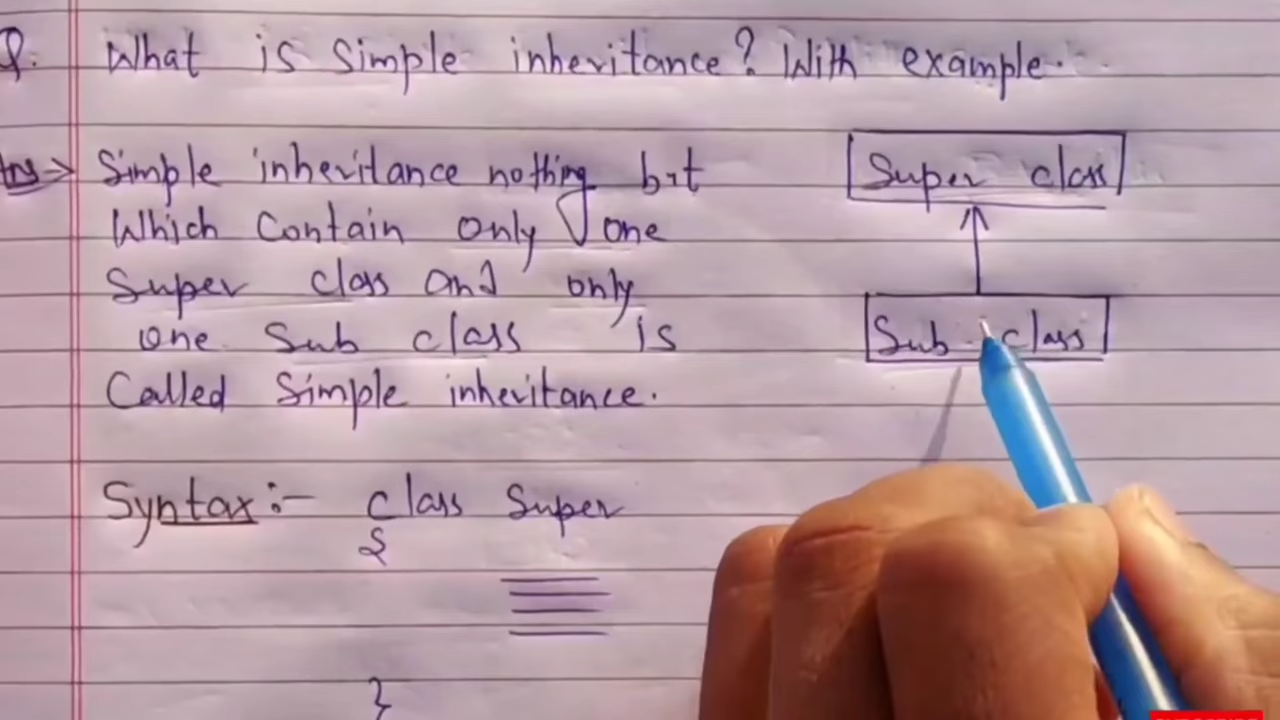 Q. What is Simple inheritance? With example.
Ans => Simple inheritance nothing but
Which Contain only one
Super class and only
one Sub class is
Called Simple inheritance.
Super class
Sub class
Syntax :- class Super
{
}